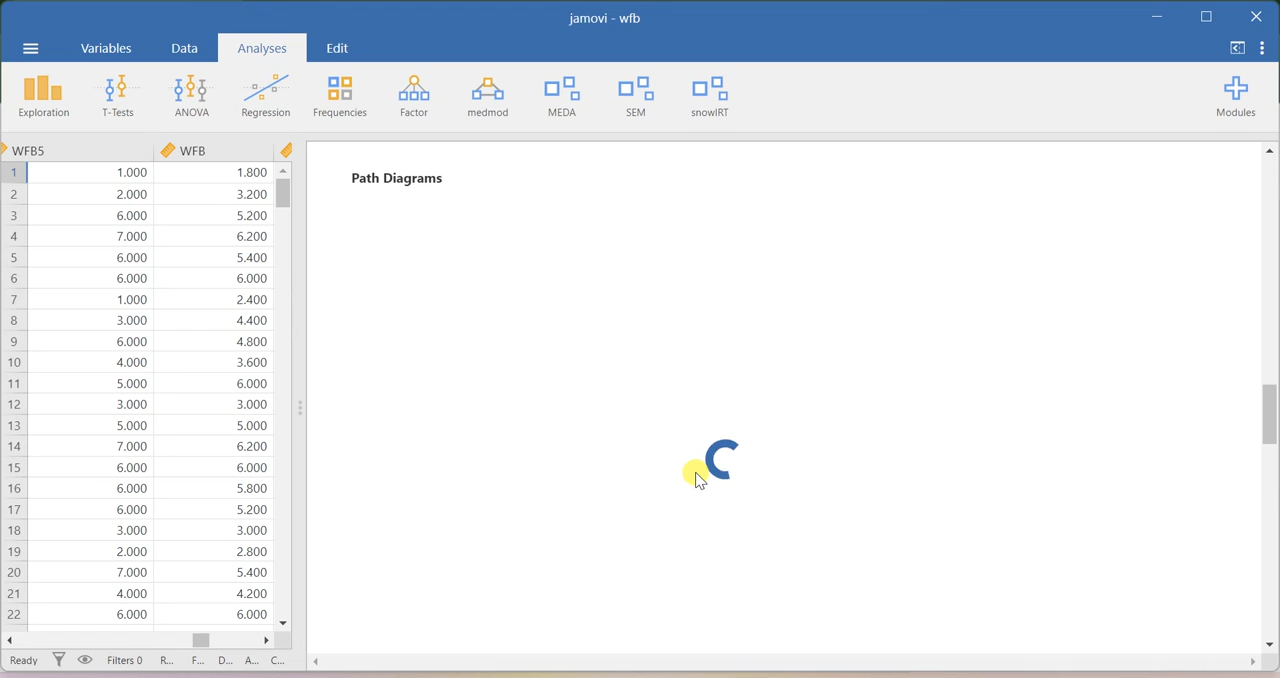 jamovi - wfb
Variables Data Analyses Edit
Exploration T-Tests ANOVA Regression Frequencies Factor medmod MEDA SEM snowIRT Modules
WFB5 WFB
1 1.000 1.800
2 2.000 3.200
3 6.000 5.200
4 7.000 6.200
5 6.000 5.400
6 6.000 6.000
7 1.000 2.400
8 3.000 4.400
9 6.000 4.800
10 4.000 3.600
11 5.000 6.000
12 3.000 3.000
13 5.000 5.000
14 7.000 6.200
15 6.000 6.000
16 6.000 5.800
17 6.000 5.200
18 3.000 3.000
19 2.000 2.800
20 7.000 5.400
21 4.000 4.200
22 6.000 6.000
Path Diagrams
Ready Filters 0 R... F... D... A... C...